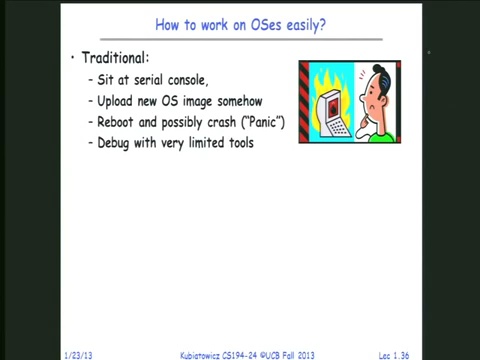 How to work on OSes easily?
• Traditional:
– Sit at serial console,
– Upload new OS image somehow
– Reboot and possibly crash ("Panic")
– Debug with very limited tools
1/23/13
Kubiatowicz CS194-24 ©UCB Fall 2013
Lec 1.36